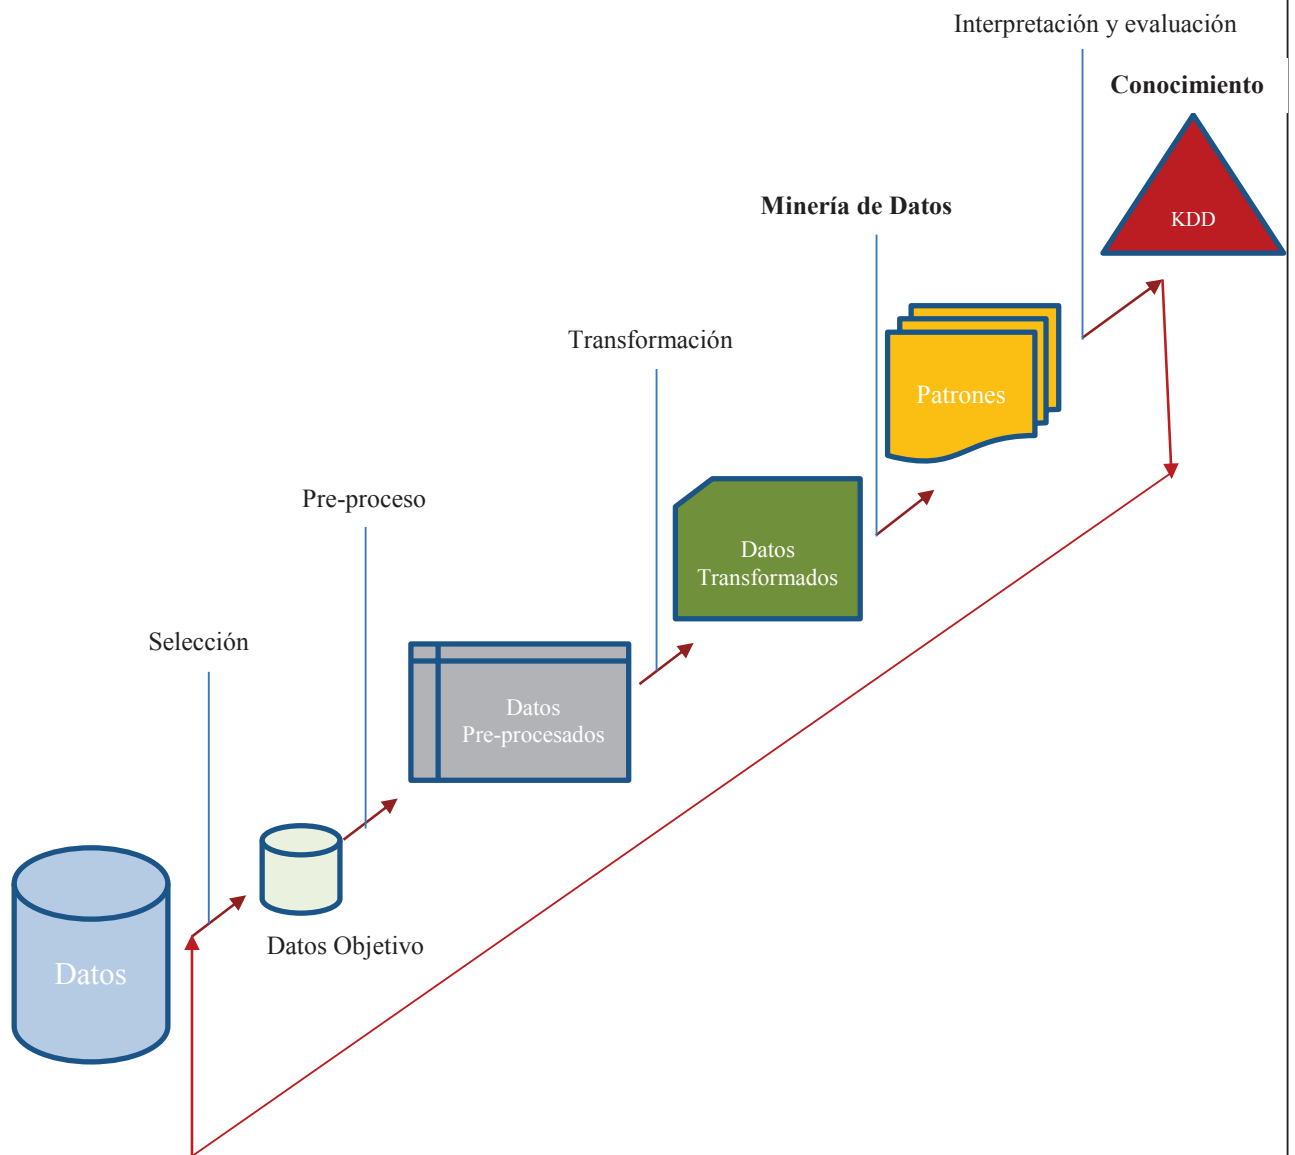 Interpretación y evaluación
Conocimiento
KDD
Minería de Datos
Transformación
Patrones
Pre-proceso
Datos
Transformados
Selección
Datos
Pre-procesados
Datos Objetivo
Datos